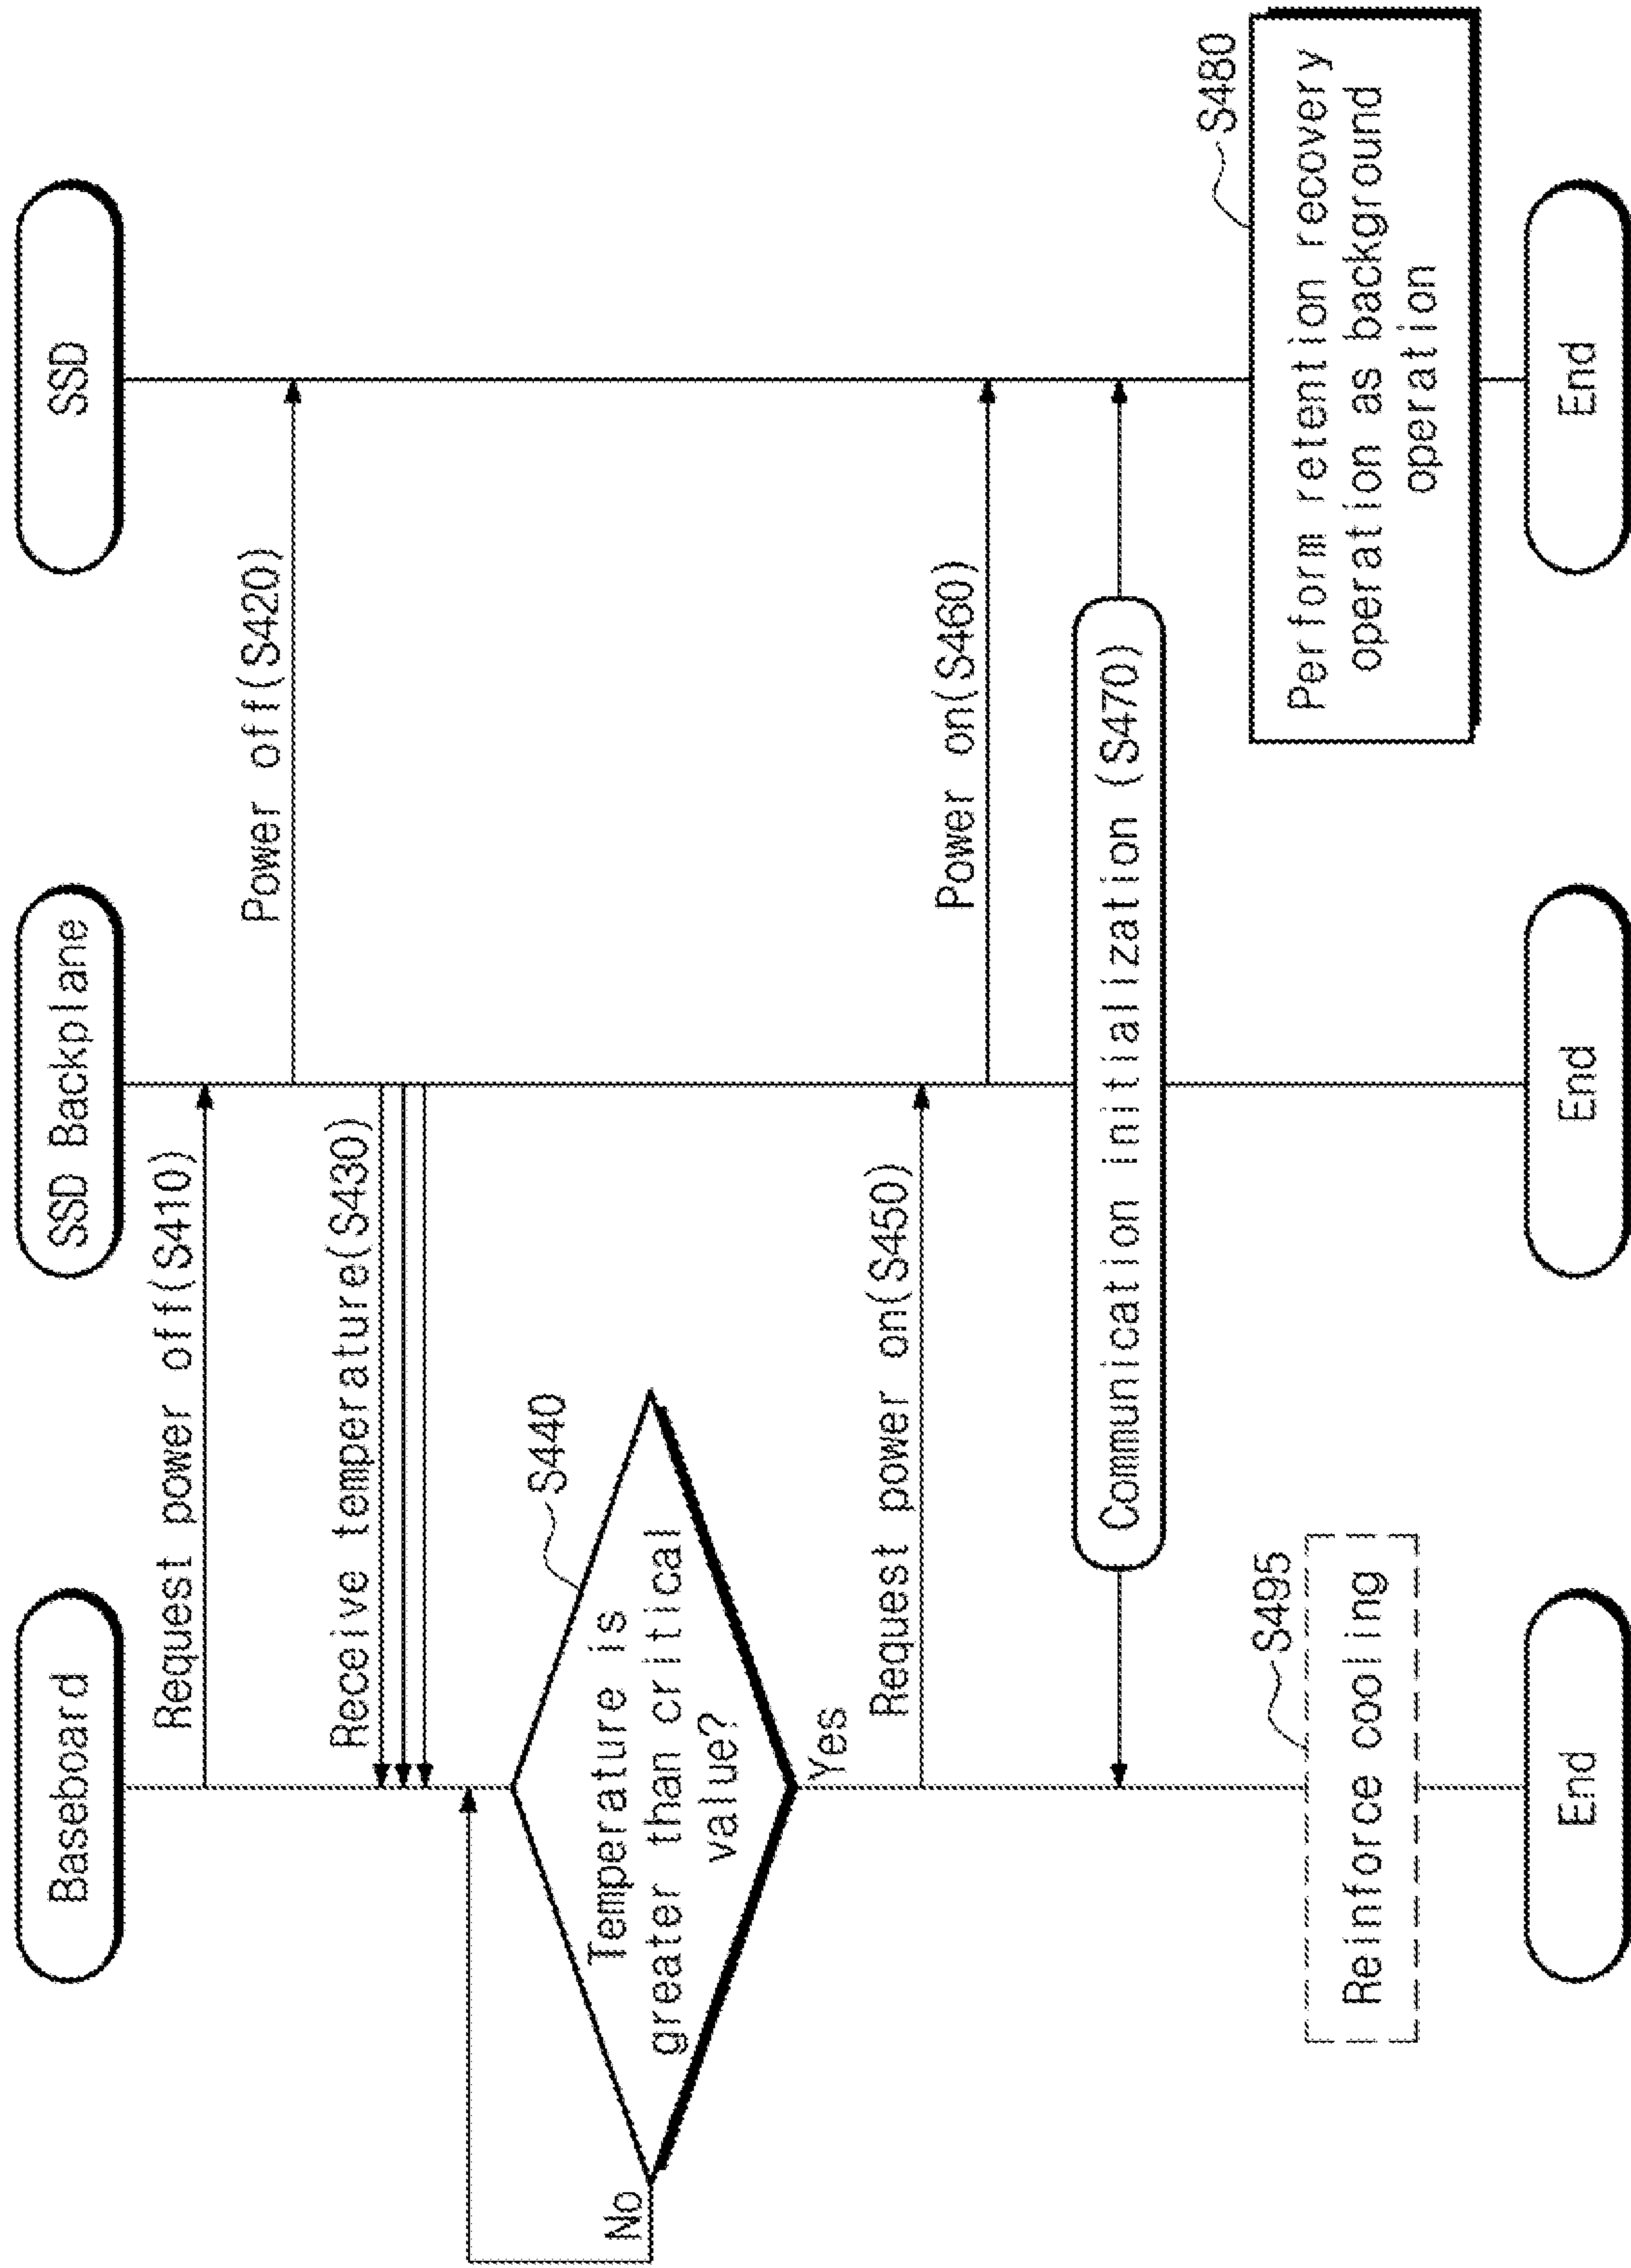 Baseboard
SSD Backplane
SSD
Request power off(S410)
Power off(S420)
Receive temperature(S430)
S440
Temperature is
greater than critical
value?
No
Yes
Request power on(S450)
Power on(S460)
Communication initialization (S470)
S480
Perform retention recovery
operation as background
operation
S495
Reinforce cooling
End
End
End